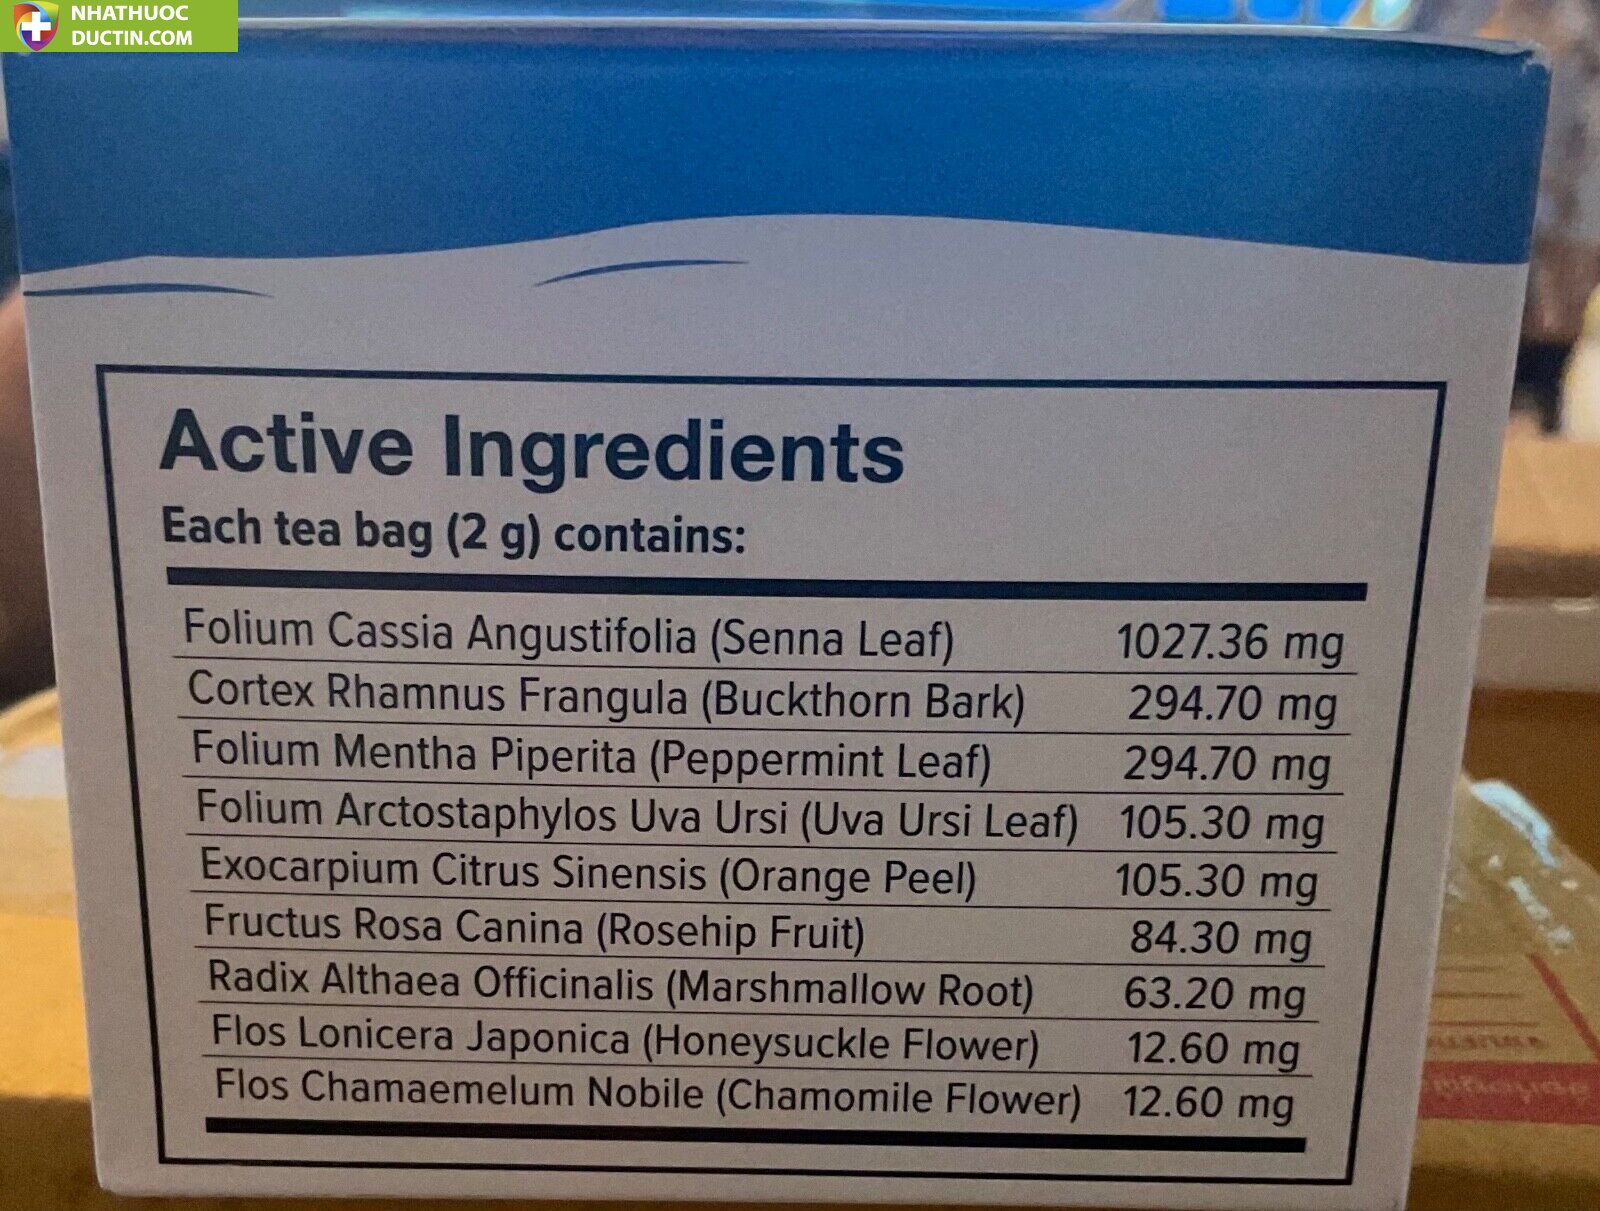 NHATHUOC
DUCTIN.COM
Active Ingredients
Each tea bag (2 g) contains:
Folium Cassia Angustifolia (Senna Leaf) 1027.36 mg
Cortex Rhamnus Frangula (Buckthorn Bark) 294.70 mg
Folium Mentha Piperita (Peppermint Leaf) 294.70 mg
Folium Arctostaphylos Uva Ursi (Uva Ursi Leaf) 105.30 mg
Exocarpium Citrus Sinensis (Orange Peel) 105.30 mg
Fructus Rosa Canina (Rosehip Fruit) 84.30 mg
Radix Althaea Officinalis (Marshmallow Root) 63.20 mg
Flos Lonicera Japonica (Honeysuckle Flower) 12.60 mg
Flos Chamaemelum Nobile (Chamomile Flower) 12.60 mg